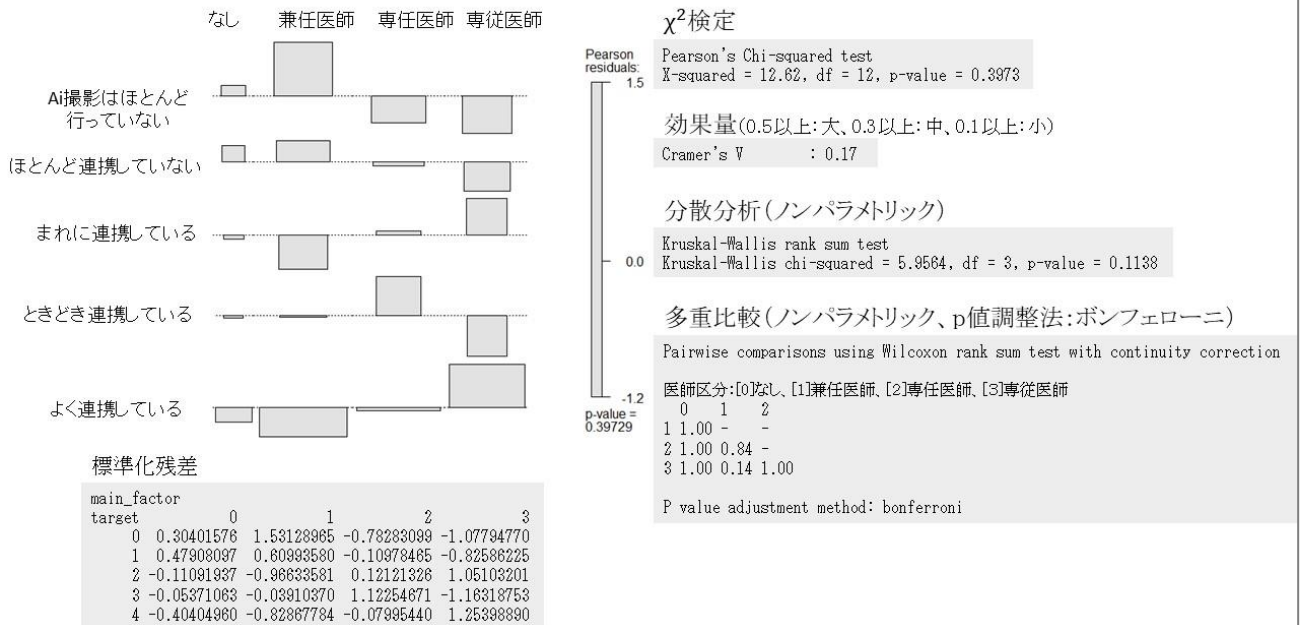 なし 兼任医師 専任医師 専従医師
Ai撮影はほとんど
行っていない
ほとんど連携していない
まれに連携している
ときどき連携している
よく連携している
Pearson
residuals:
1.5
0.0
-1.2
p-value =
0.39729
標準化残差
main_factor
target 0 1 2 3
0 0.30401576 1.53128965 -0.78283099 -1.07794770
1 0.47908097 0.60993580 -0.10978465 -0.82586225
2 -0.11091937 -0.96633581 0.12121326 1.05103201
3 -0.05371063 -0.03910370 1.12254671 -1.16318753
4 -0.40404960 -0.82867784 -0.07995440 1.25398890
χ²検定
Pearson's Chi-squared test
X-squared = 12.62, df = 12, p-value = 0.3973
効果量(0.5以上:大、0.3以上:中、0.1以上:小)
Cramer's V : 0.17
分散分析(ノンパラメトリック)
Kruskal-Wallis rank sum test
Kruskal-Wallis chi-squared = 5.9564, df = 3, p-value = 0.1138
多重比較(ノンパラメトリック、p値調整法:ボンフェローニ)
Pairwise comparisons using Wilcoxon rank sum test with continuity correction
医師区分:[0]なし、[1]兼任医師、[2]専任医師、[3]専従医師
0 1 2
1 1.00 - -
2 1.00 0.84 -
3 1.00 0.14 1.00
P value adjustment method: bonferroni